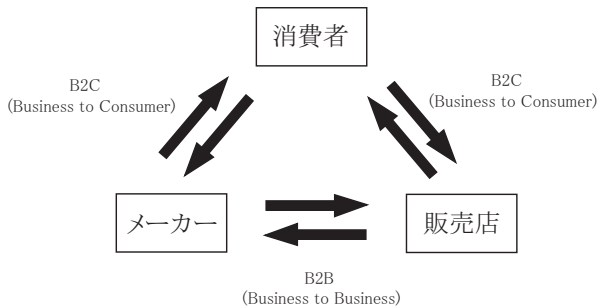 消費者
B2C
(Business to Consumer)
B2C
(Business to Consumer)
メーカー
販売店
B2B
(Business to Business)